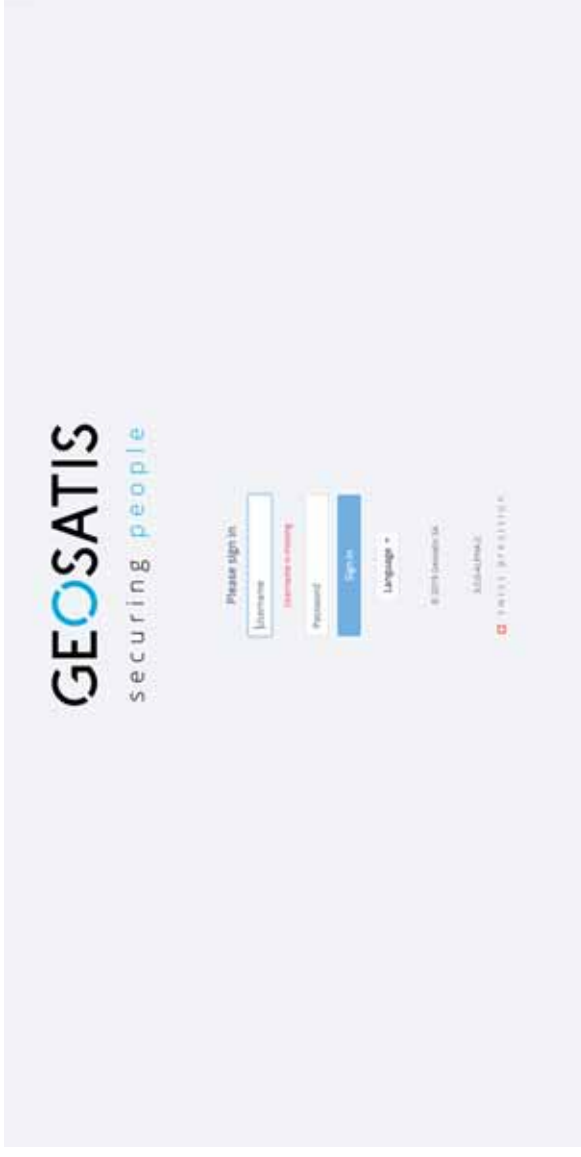 GEOSATIS
securing people
Please sign in
Username
Username is missing
Password
Sign in
Language
© 2019 Geosatis SA
swiss precision